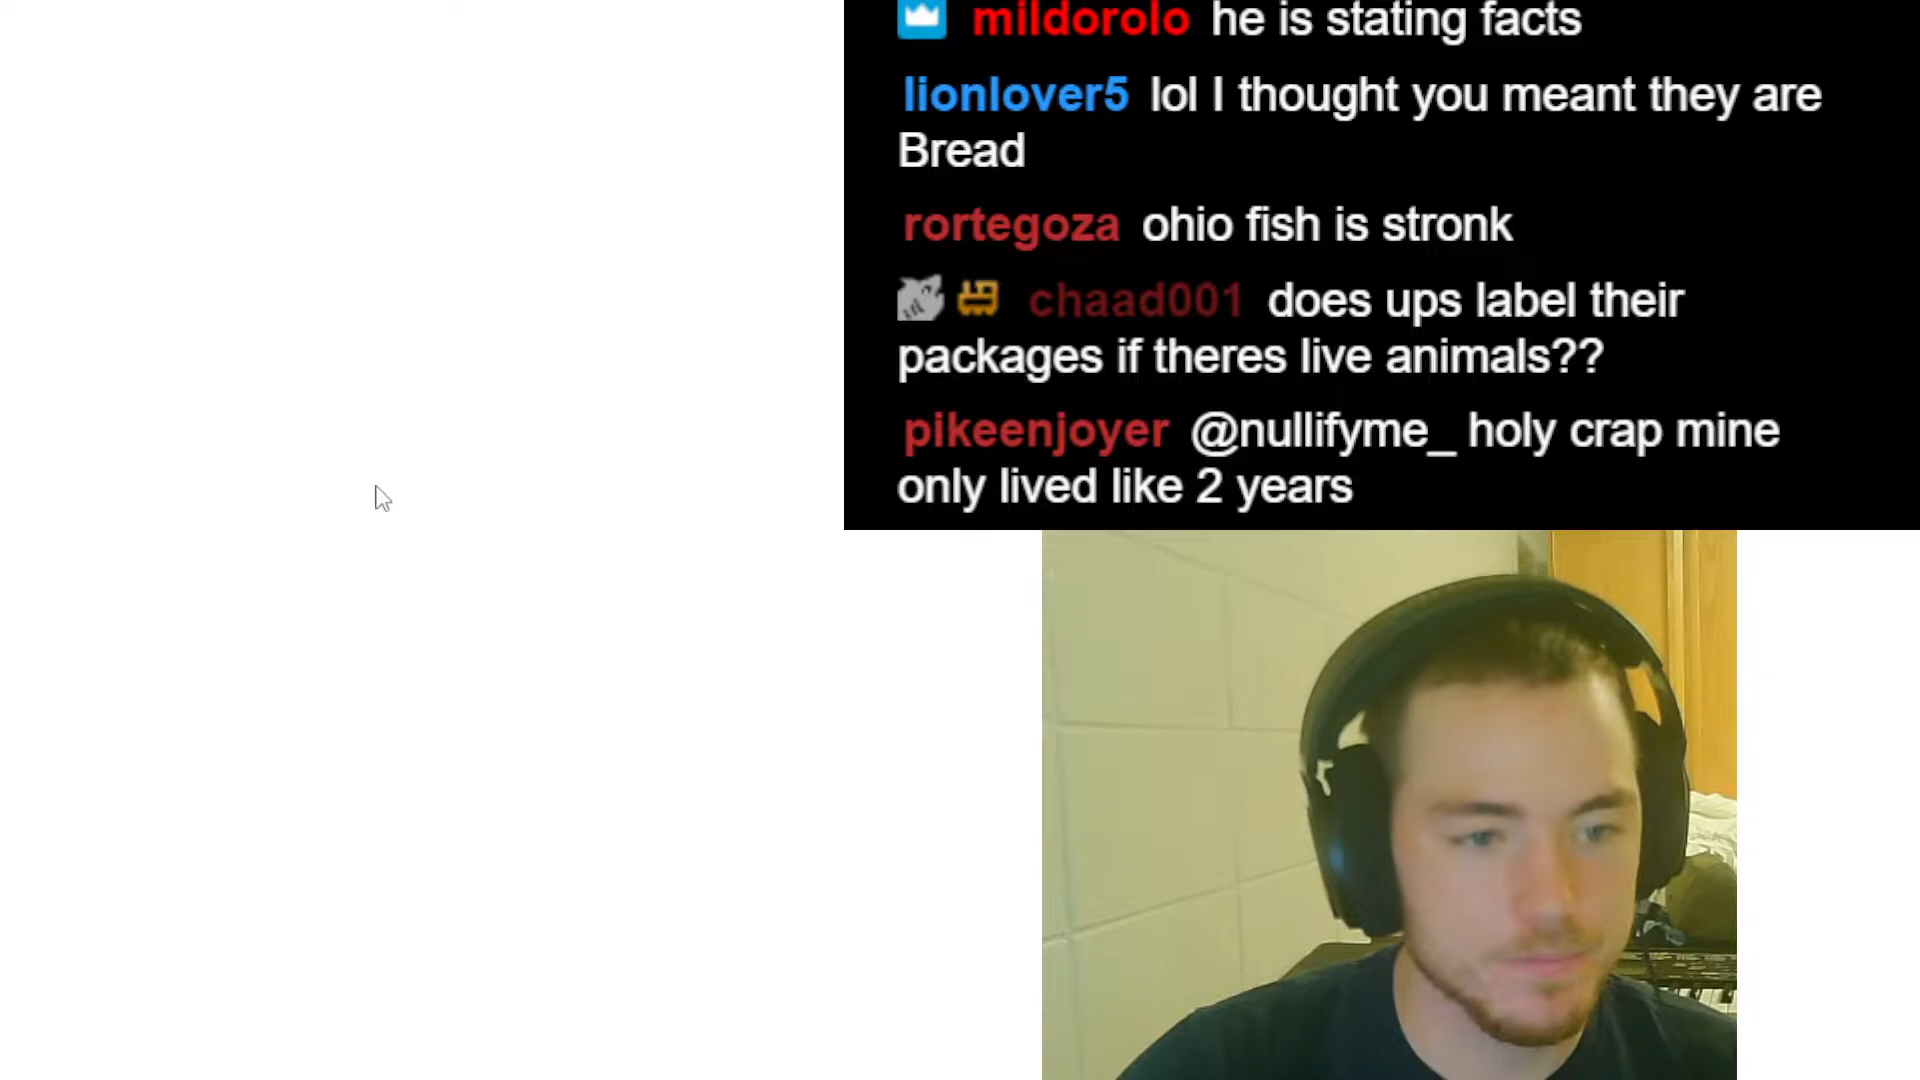 mildorolo he is stating facts
lionlover5 lol I thought you meant they are
Bread
rortegoza ohio fish is stronk
chaad001 does ups label their
packages if theres live animals??
pikeenjoyer @nullifyme_ holy crap mine
only lived like 2 years